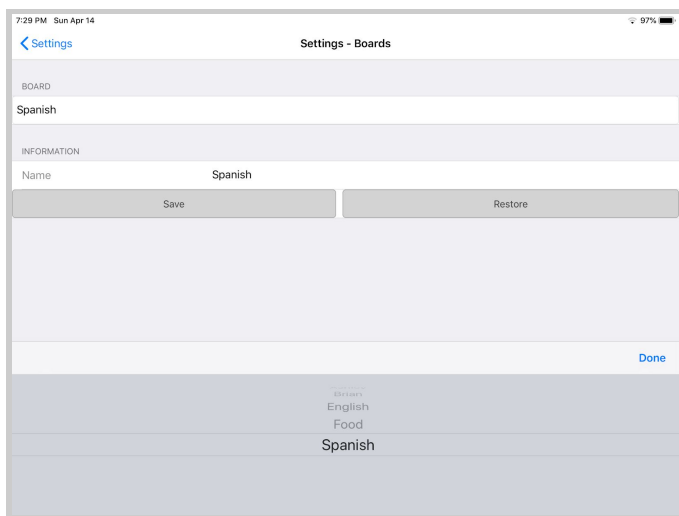 7:29 PM Sun Apr 14 97%
Settings Settings - Boards
BOARD
Spanish
INFORMATION
Name Spanish
Save Restore
Done
English
Food
Spanish